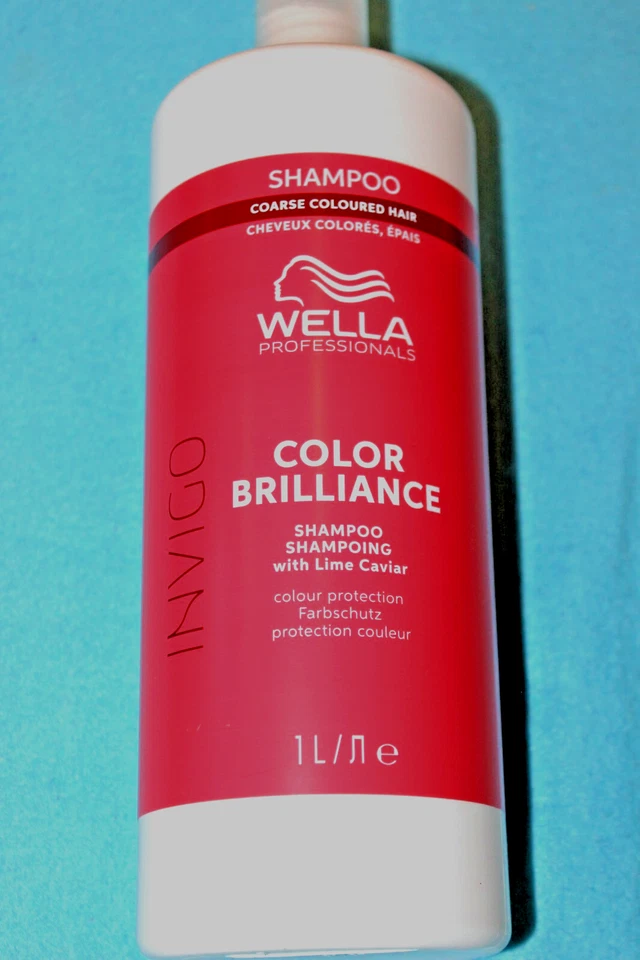 SHAMPOO
COARSE COLOURED HAIR
CHEVEUX COLORÉS, ÉPAIS
WELLA
PROFESSIONALS
INVIGO
COLOR
BRILLIANCE
SHAMPOO
SHAMPOING
with Lime Caviar
colour protection
Farbschutz
protection couleur
1 L/Л e